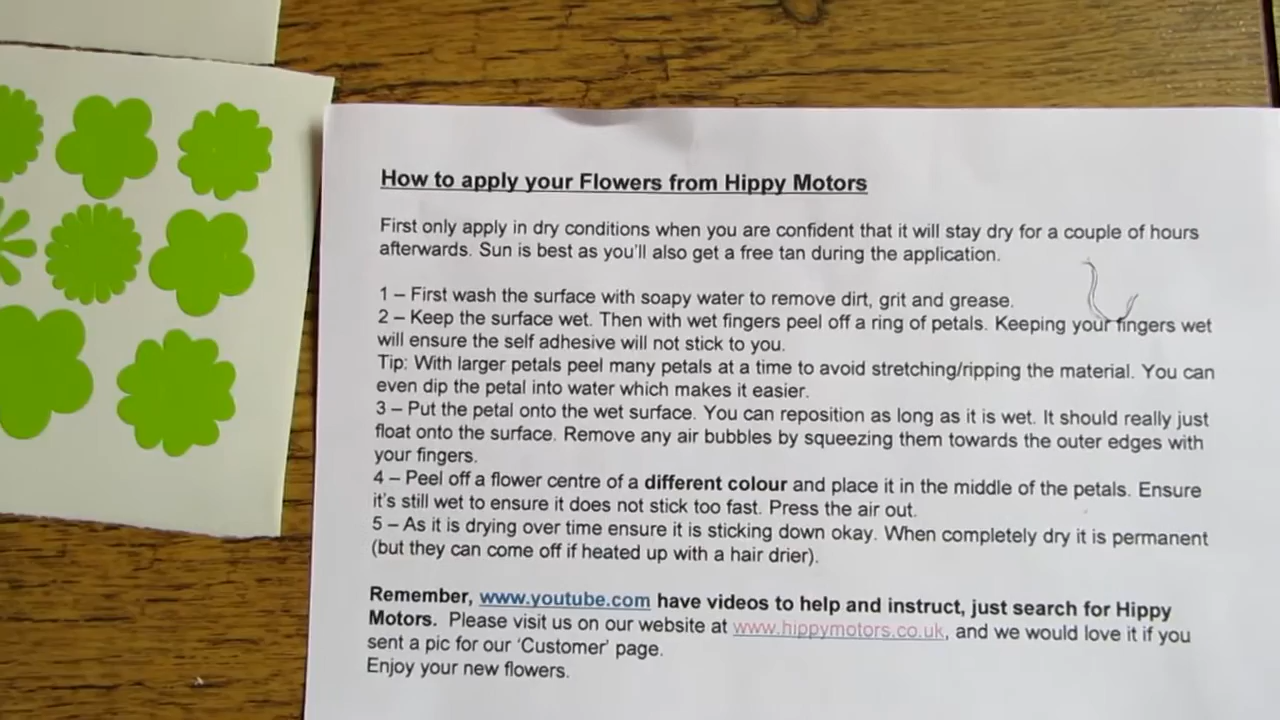 How to apply your Flowers from Hippy Motors
First only apply in dry conditions when you are confident that it will stay dry for a couple of hours
afterwards. Sun is best as you'll also get a free tan during the application.
1 – First wash the surface with soapy water to remove dirt, grit and grease.
2 – Keep the surface wet. Then with wet fingers peel off a ring of petals. Keeping your fingers wet
will ensure the self adhesive will not stick to you.
Tip: With larger petals peel many petals at a time to avoid stretching/ripping the material. You can
even dip the petal into water which makes it easier.
3 – Put the petal onto the wet surface. You can reposition as long as it is wet. It should really just
float onto the surface. Remove any air bubbles by squeezing them towards the outer edges with
your fingers.
4 – Peel off a flower centre of a different colour and place it in the middle of the petals. Ensure
it's still wet to ensure it does not stick too fast. Press the air out.
5 – As it is drying over time ensure it is sticking down okay. When completely dry it is permanent
(but they can come off if heated up with a hair drier).
Remember, www.youtube.com have videos to help and instruct, just search for Hippy
Motors. Please visit us on our website at www.hippymotors.co.uk, and we would love it if you
sent a pic for our 'Customer' page.
Enjoy your new flowers.